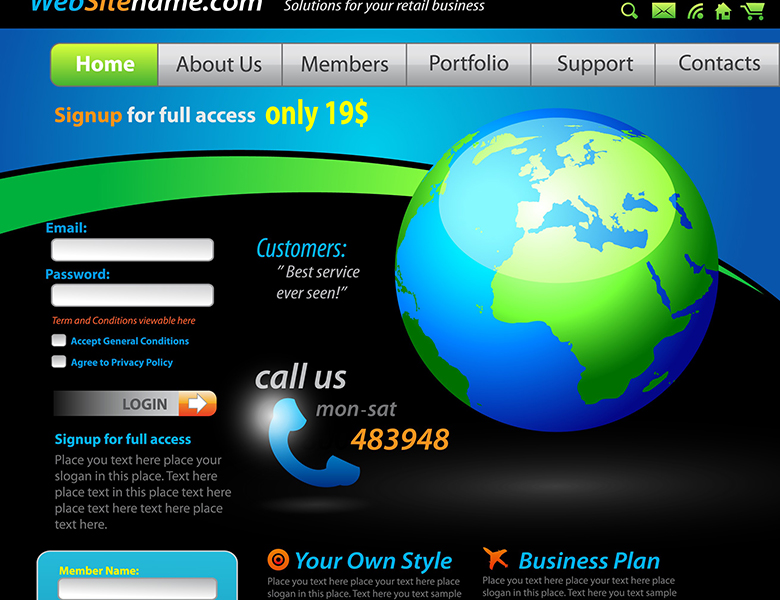 WebSitename.com
Solutions for your retail business
Home
About Us
Members
Portfolio
Support
Contacts
Signup for full access only 19$
Email:
Password:
Term and Conditions viewable here
Accept General Conditions
Agree to Privacy Policy
LOGIN
Signup for full access
Place you text here place your
slogan in this place. Text here
place text in this place text here
place text here text here place
text here.
Customers:
" Best service
ever seen!"
call us
mon-sat
483948
Member Name:
Your Own Style
Place you text here place your text here place
slogan in this place. Text here you text sample
Business Plan
Place you text here place your text here place
slogan in this place. Text here you text sample